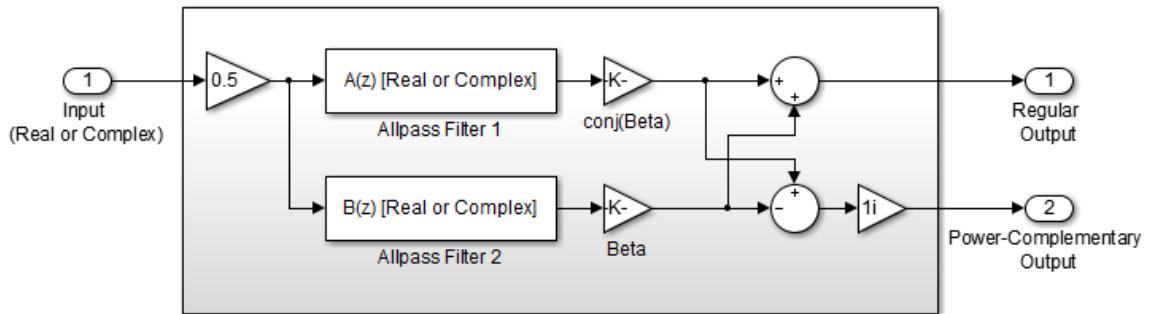 1
Input
(Real or Complex)
0.5
A(z) [Real or Complex]
Allpass Filter 1
-K-
conj(Beta)
+
+
1
Regular
Output
B(z) [Real or Complex]
Allpass Filter 2
-K-
Beta
+
−
1i
2
Power-Complementary
Output